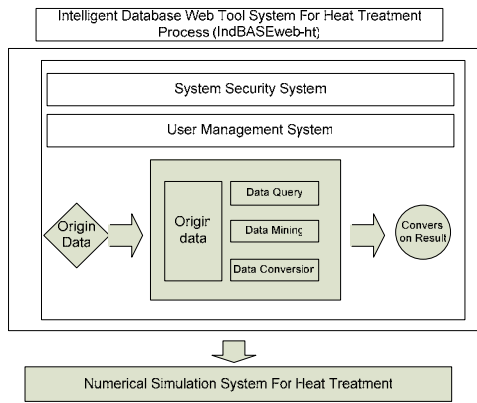 Intelligent Database Web Tool System For Heat Treatment
Process (IndBASEweb-ht)
System Security System
User Management System
Origin
Data
Origin
data
Data Query
Data Mining
Data Conversion
Convers
on Result
Numerical Simulation System For Heat Treatment